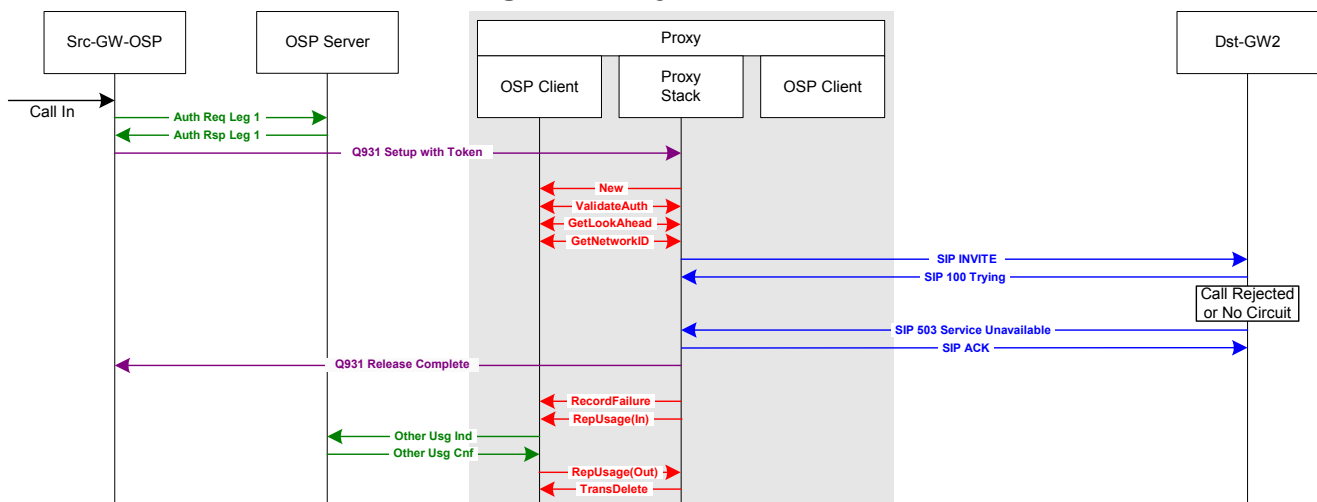 Proxy
Src-GW-OSP
OSP Server
Dst-GW2
OSP Client
Proxy
Stack
OSP Client
Call In
Auth Req Leg 1
Auth Rsp Leg 1
Q931 Setup with Token
New
ValidateAuth
GetLookAhead
GetNetworkID
SIP INVITE
SIP 100 Trying
Call Rejected
or No Circuit
SIP 503 Service Unavailable
SIP ACK
Q931 Release Complete
RecordFailure
RepUsage(In)
Other Usg Ind
Other Usg Cnf
RepUsage(Out)
TransDelete